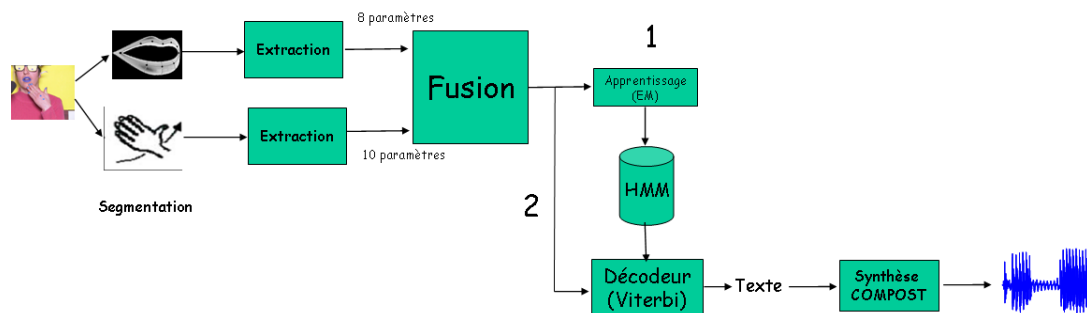 8 paramètres
1
Extraction
Fusion
Apprentissage
(EM)
Extraction
10 paramètres
HMM
Segmentation
2
Décodeur
(Viterbi)
Texte
Synthèse
COMPOST